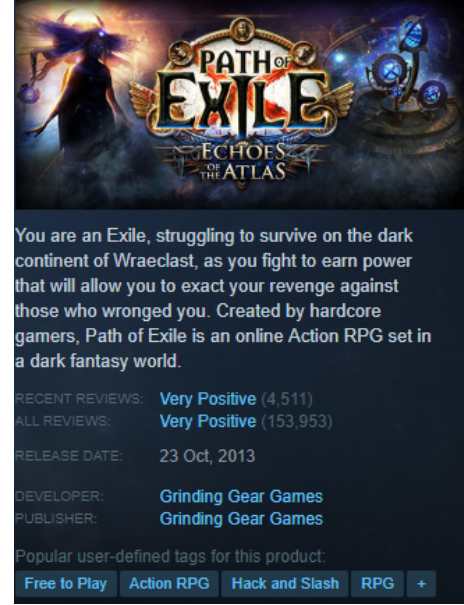 PATH OF
EXILE
ECHOES
OF THE ATLAS
You are an Exile, struggling to survive on the dark
continent of Wraeclast, as you fight to earn power
that will allow you to exact your revenge against
those who wronged you. Created by hardcore
gamers, Path of Exile is an online Action RPG set in
a dark fantasy world.
RECENT REVIEWS: Very Positive (4,511)
ALL REVIEWS: Very Positive (153,953)
RELEASE DATE: 23 Oct, 2013
DEVELOPER: Grinding Gear Games
PUBLISHER: Grinding Gear Games
Popular user-defined tags for this product:
Free to Play Action RPG Hack and Slash RPG +